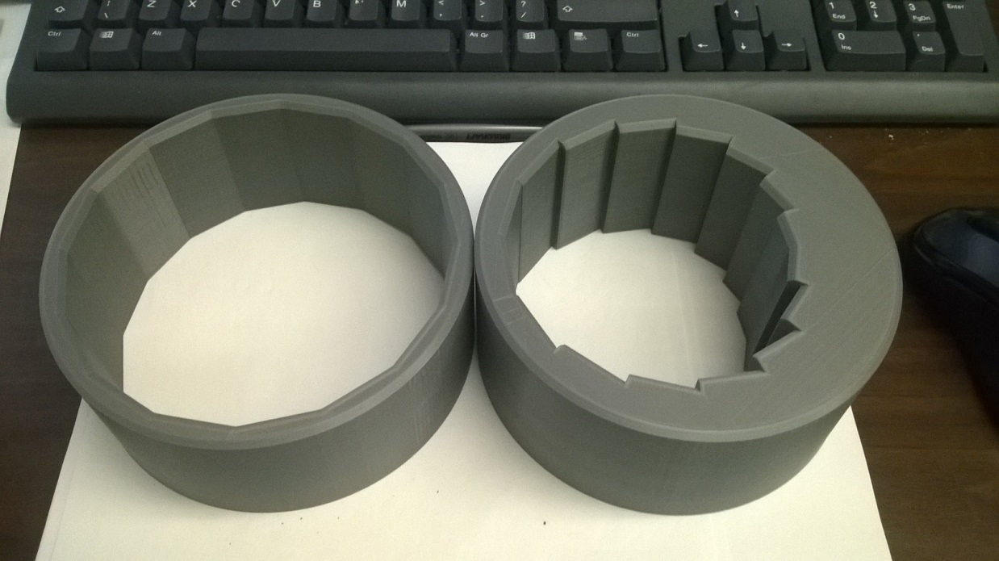 Z X C V B N M < , > . ? /
1 End 2 ↓ 3 PgDn Enter
Ctrl Alt Alt Gr Ctrl
0 Ins . Del